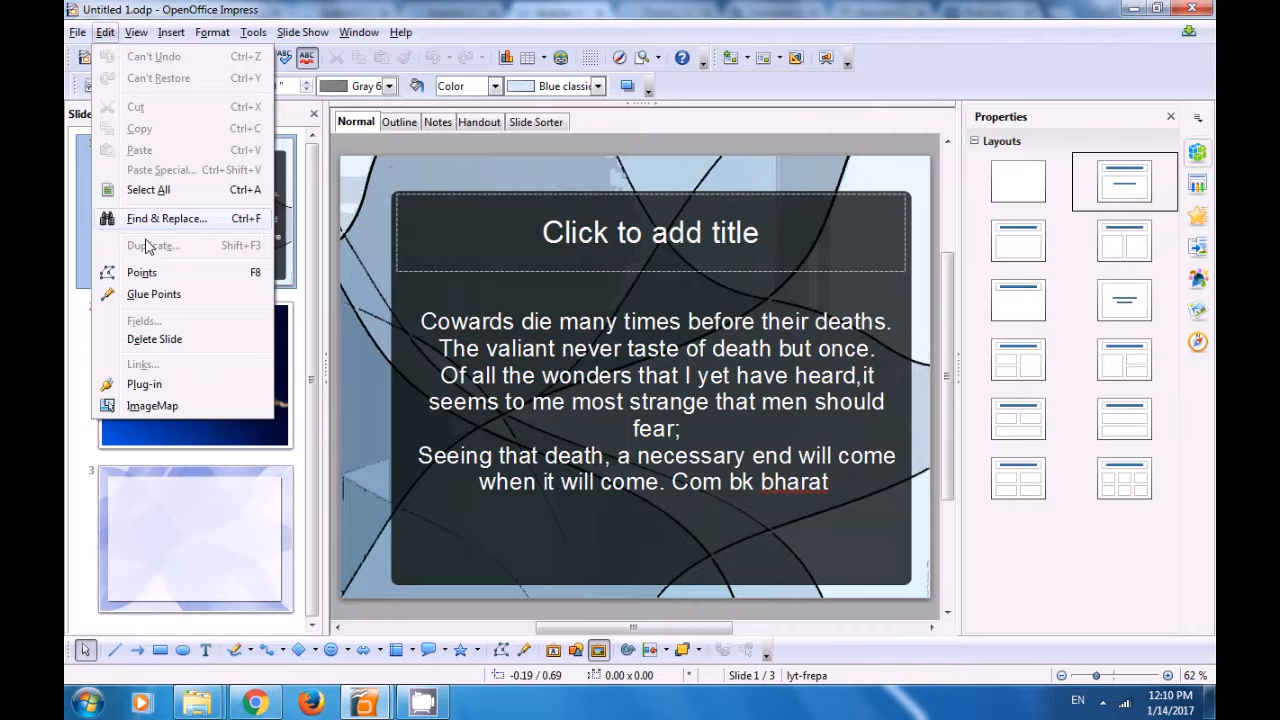 Untitled 1.odp - OpenOffice Impress
File Edit View Insert Format Tools Slide Show Window Help
Can't Undo Ctrl+Z
Can't Restore Ctrl+Y
Cut Ctrl+X
Copy Ctrl+C
Paste Ctrl+V
Paste Special... Ctrl+Shift+V
Select All Ctrl+A
Find & Replace... Ctrl+F
Duplicate... Shift+F3
Points F8
Glue Points
Fields...
Delete Slide
Links...
Plug-in
ImageMap
" Gray 6 Color Blue classic
Slide
2
3
Normal Outline Notes Handout Slide Sorter
Click to add title
Cowards die many times before their deaths.
The valiant never taste of death but once.
Of all the wonders that I yet have heard,it
seems to me most strange that men should
fear;
Seeing that death, a necessary end will come
when it will come. Com bk bharat
Properties
Layouts
-0.19 / 0.69 0.00 x 0.00 * Slide 1 / 3 lyt-frepa 62 %
EN 12:10 PM
1/14/2017